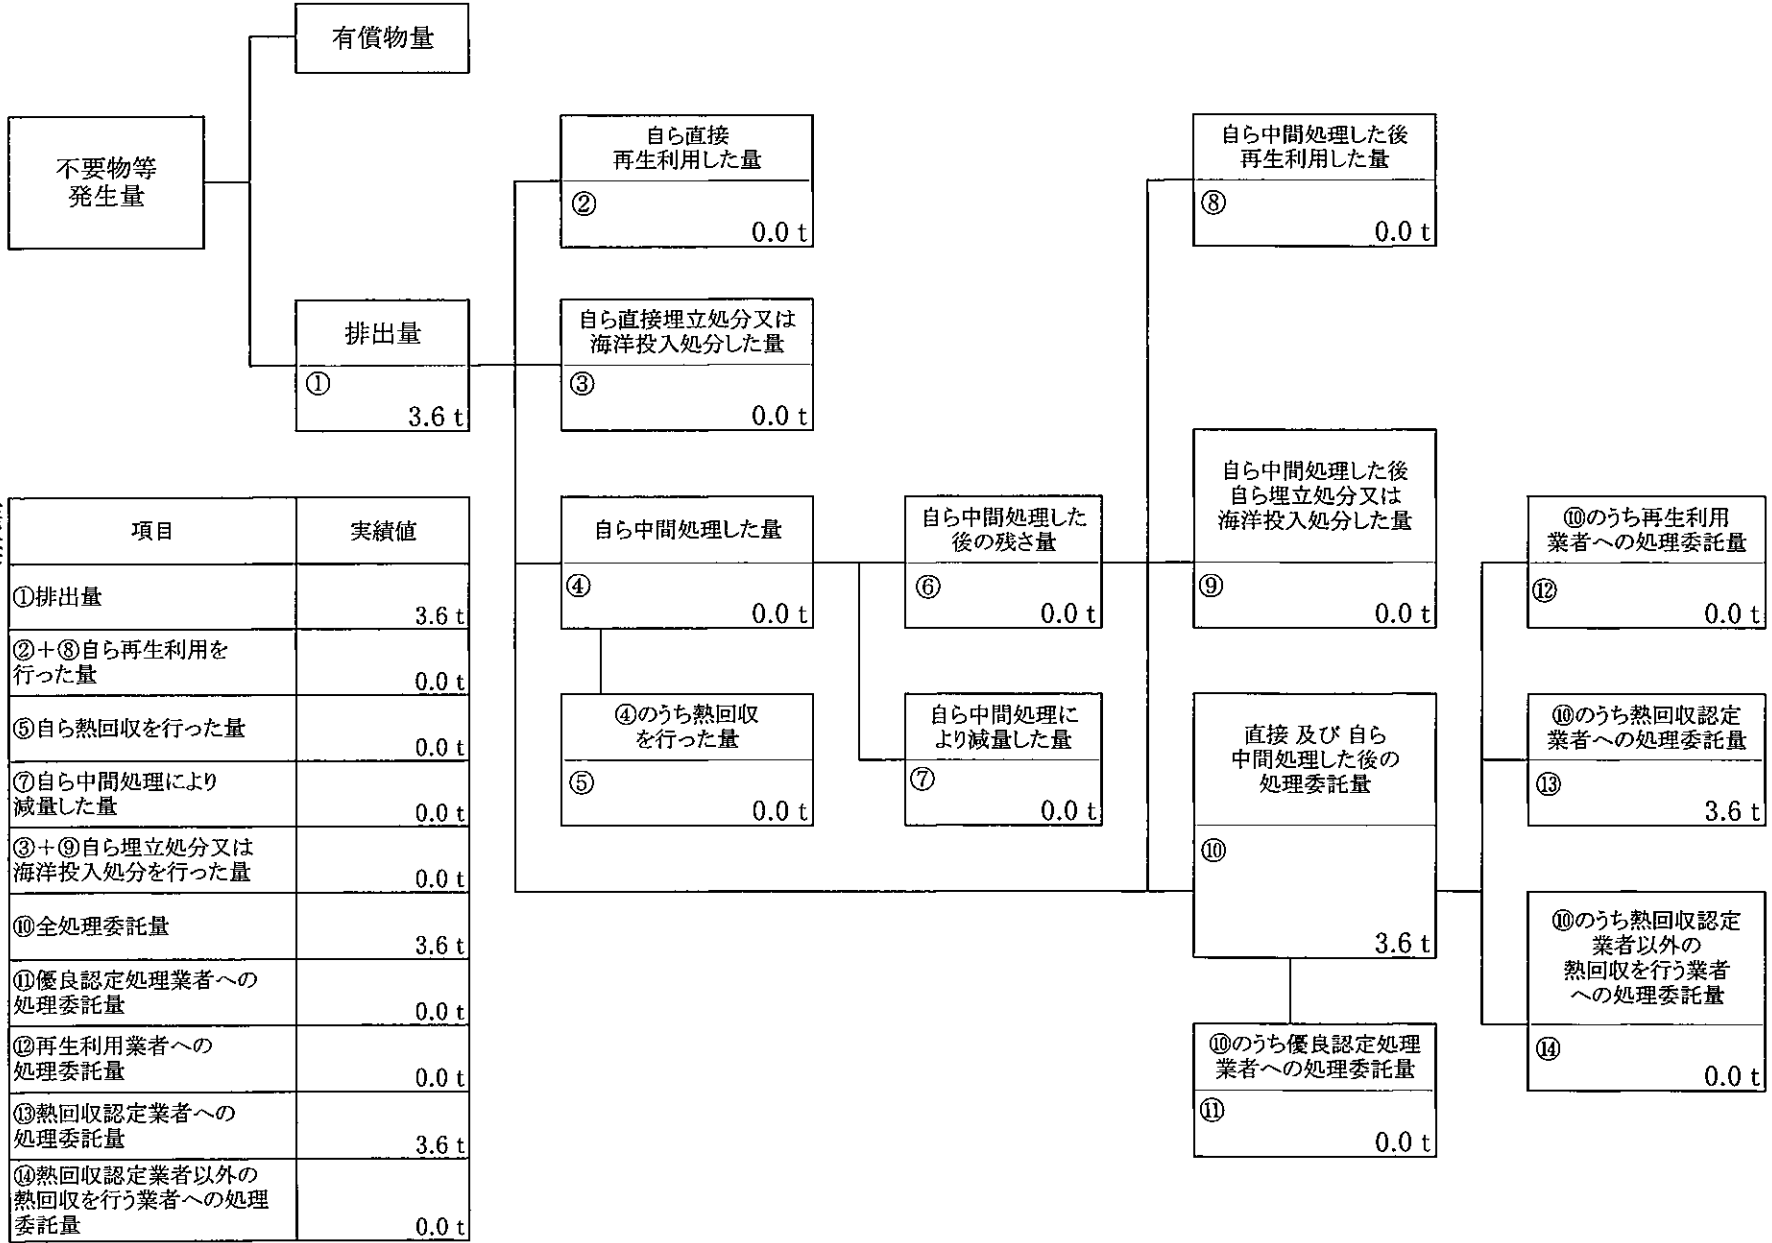 有償物量
不要物等
発生量
自ら直接
再生利用した量
②
0.0 t
自ら中間処理した後
再生利用した量
⑧
0.0 t
排出量
①
3.6 t
自ら直接埋立処分又は
海洋投入処分した量
③
0.0 t
自ら中間処理した量
④
0.0 t
自ら中間処理した
後の残さ量
⑥
0.0 t
自ら中間処理した後
自ら埋立処分又は
海洋投入処分した量
⑨
0.0 t
⑩のうち再生利用
業者への処理委託量
⑫
0.0 t
④のうち熱回収
を行った量
⑤
0.0 t
自ら中間処理に
より減量した量
⑦
0.0 t
直接 及び 自ら
中間処理した後の
処理委託量
⑩
3.6 t
⑩のうち熱回収認定
業者への処理委託量
⑬
3.6 t
⑩のうち熱回収認定
業者以外の
熱回収を行う業者
への処理委託量
⑭
0.0 t
⑩のうち優良認定処理
業者への処理委託量
⑪
0.0 t
項目 実績値
①排出量
3.6 t
②＋⑧自ら再生利用を
行った量
0.0 t
⑤自ら熱回収を行った量
0.0 t
⑦自ら中間処理により
減量した量
0.0 t
③＋⑨自ら埋立処分又は
海洋投入処分を行った量
0.0 t
⑩全処理委託量
3.6 t
⑪優良認定処理業者への
処理委託量
0.0 t
⑫再生利用業者への
処理委託量
0.0 t
⑬熱回収認定業者への
処理委託量
3.6 t
⑭熱回収認定業者以外の
熱回収を行う業者への処理
委託量
0.0 t